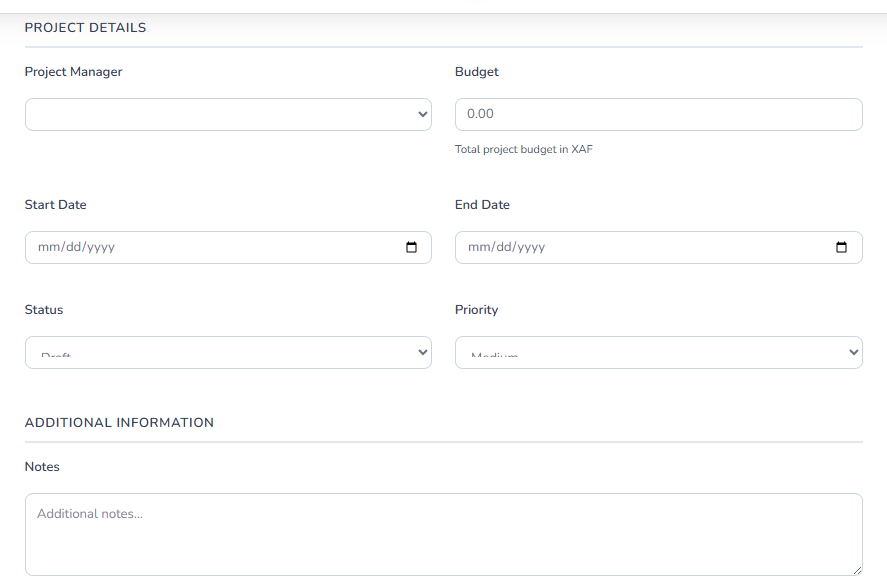 PROJECT DETAILS
Project Manager
Budget
0.00
Total project budget in XAF
Start Date
End Date
mm/dd/yyyy
mm/dd/yyyy
Status
Priority
Draft
Medium
ADDITIONAL INFORMATION
Notes
Additional notes...